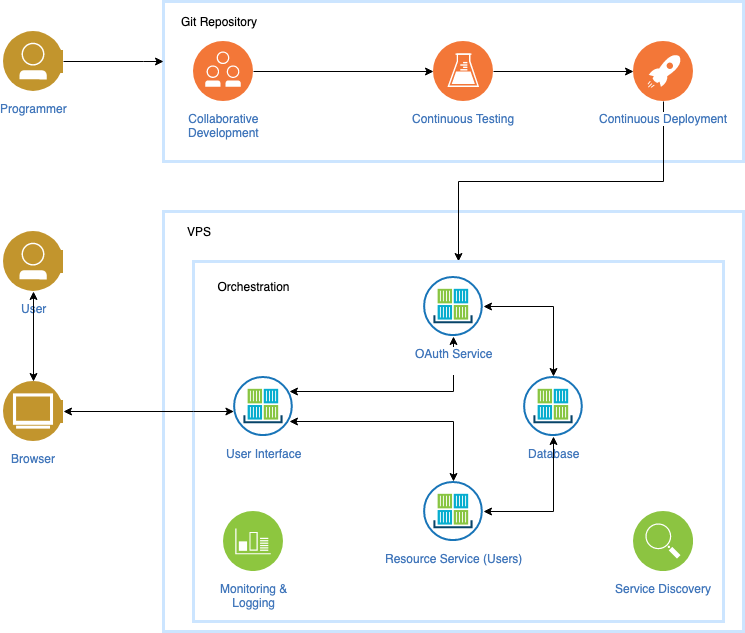 Git Repository
Programmer
Collaborative
Development
Continuous Testing
Continuous Deployment
VPS
User
Orchestration
OAuth Service
Browser
User Interface
Database
Resource Service (Users)
Monitoring &
Logging
Service Discovery